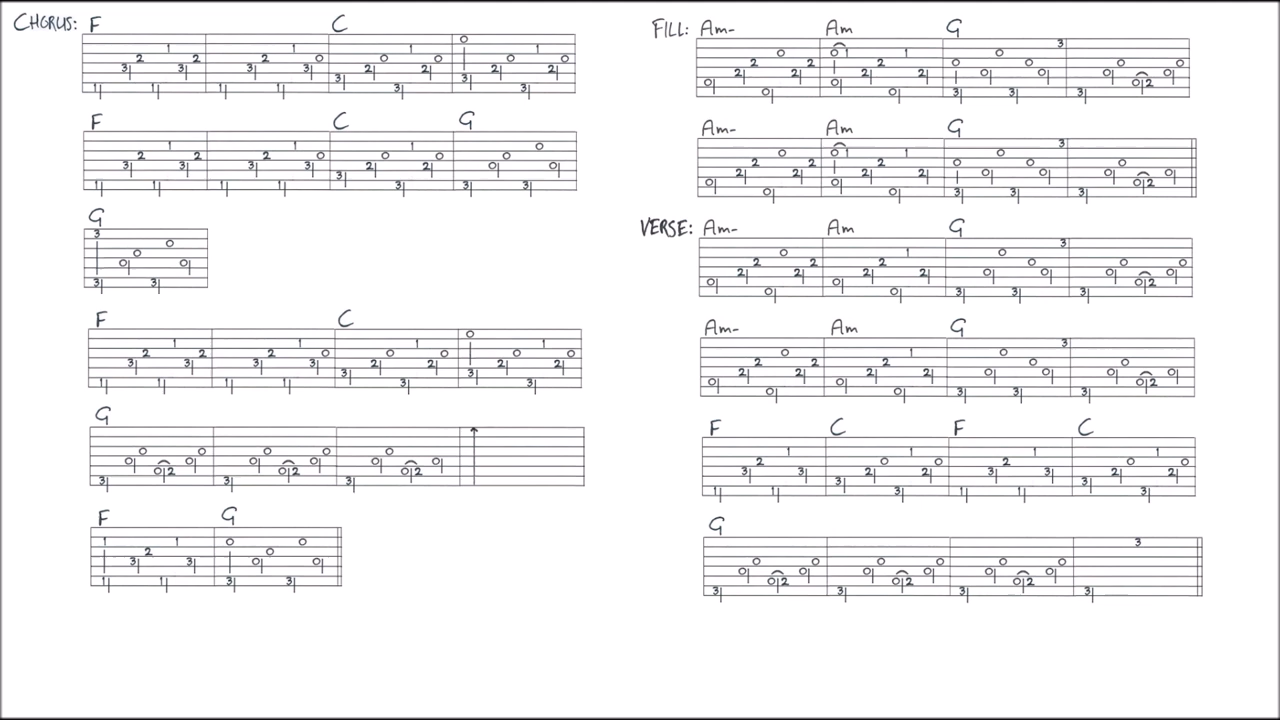 CHORUS: F C
F C G
G
F C
G
F G
FILL: Am- Am G
Am- Am G
VERSE: Am- Am G
Am- Am G
F C F C
G